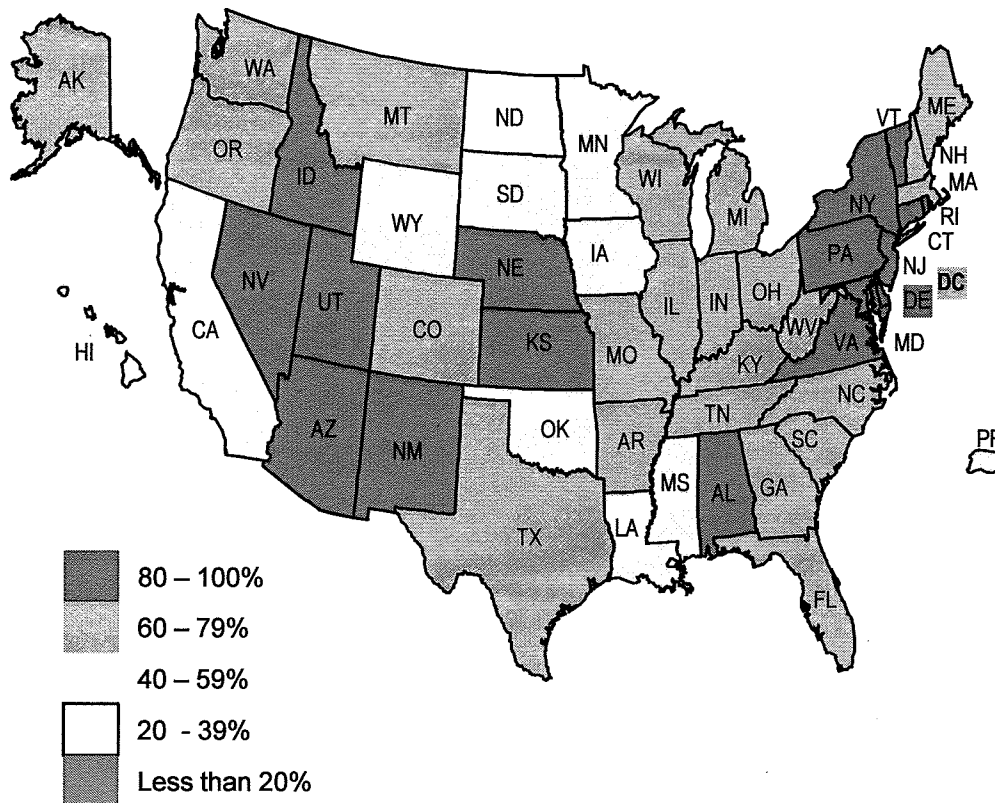 AK
WA
MT
ND
MN
VT
ME
OR
ID
SD
WI
MI
NY
NH
MA
RI
CT
WY
IA
PA
NJ
DC
NV
UT
NE
IL
IN
OH
DE
MD
HI
CA
CO
KS
MO
KY
WV
VA
AZ
NM
OK
AR
TN
NC
SC
TX
LA
MS
AL
GA
FL
80 – 100%
60 – 79%
40 – 59%
20 - 39%
Less than 20%